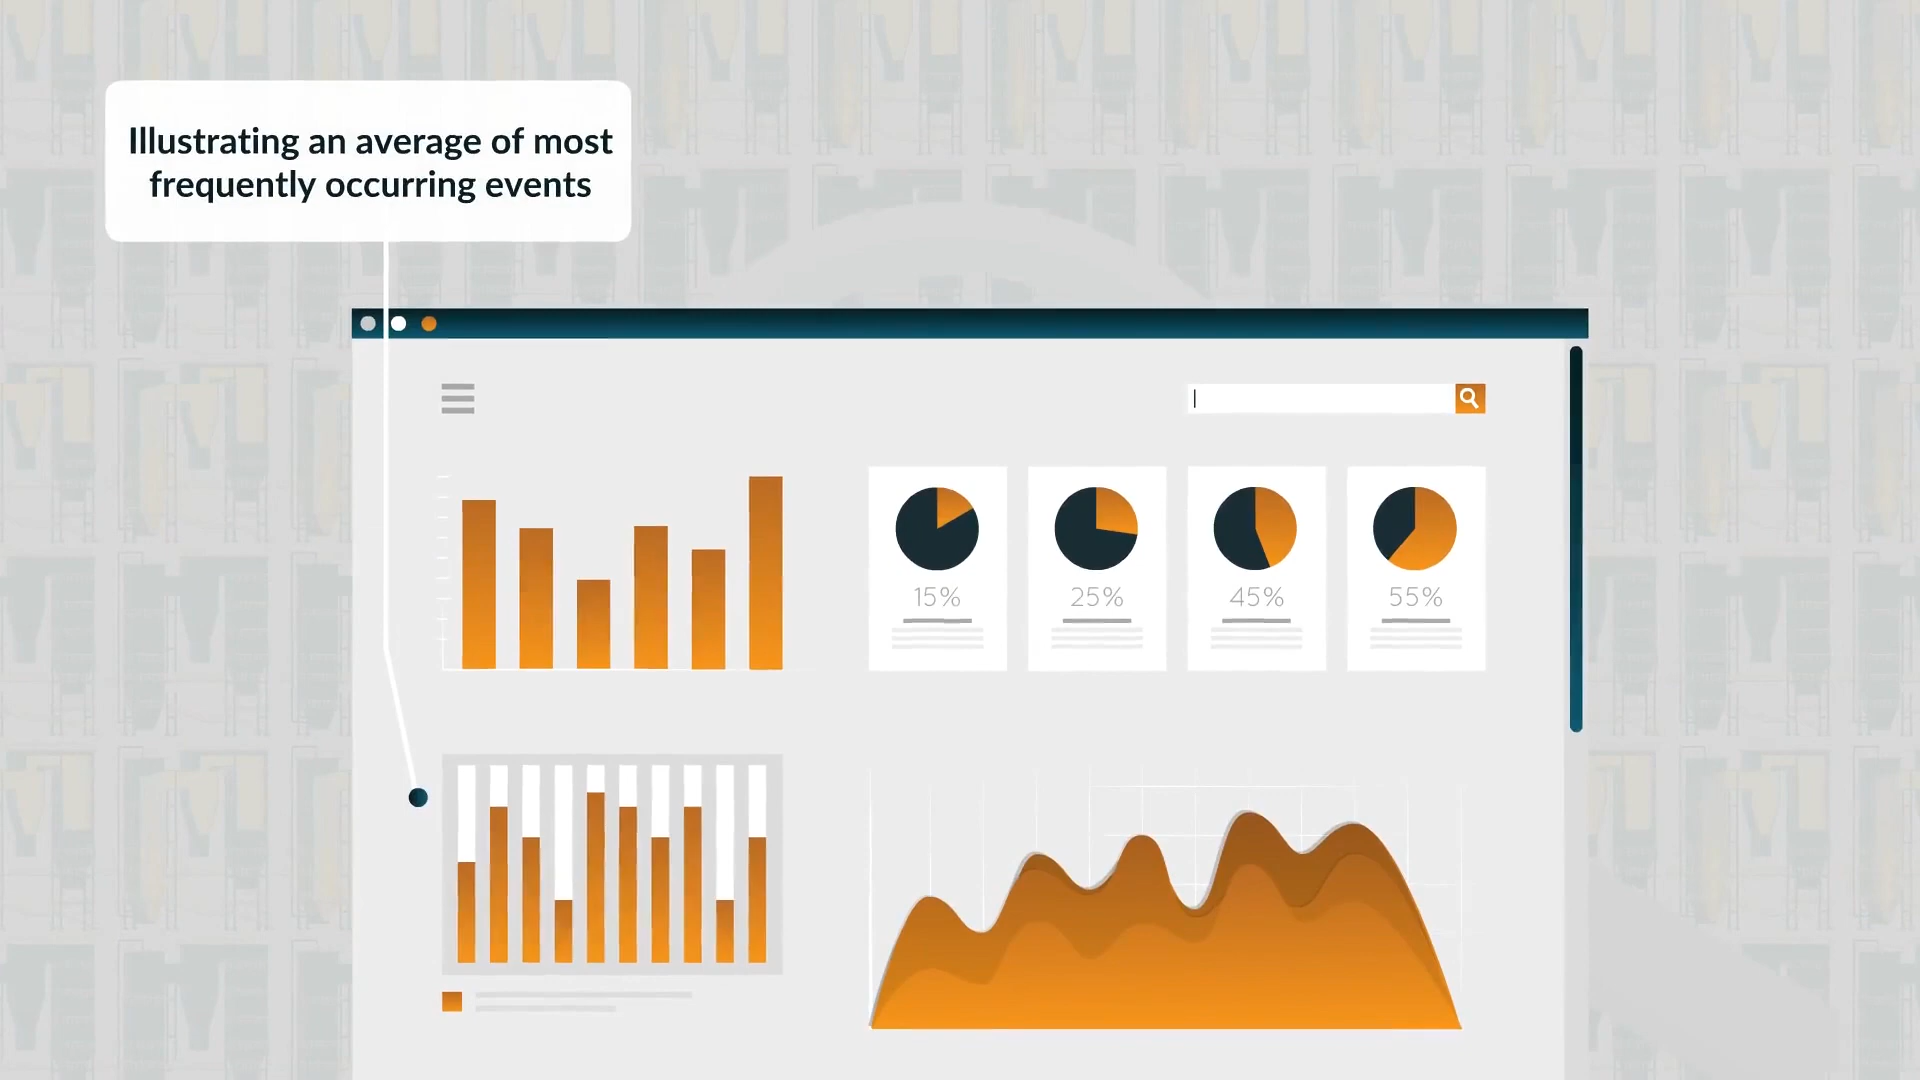 Illustrating an average of most
frequently occurring events
15%
25%
45%
55%